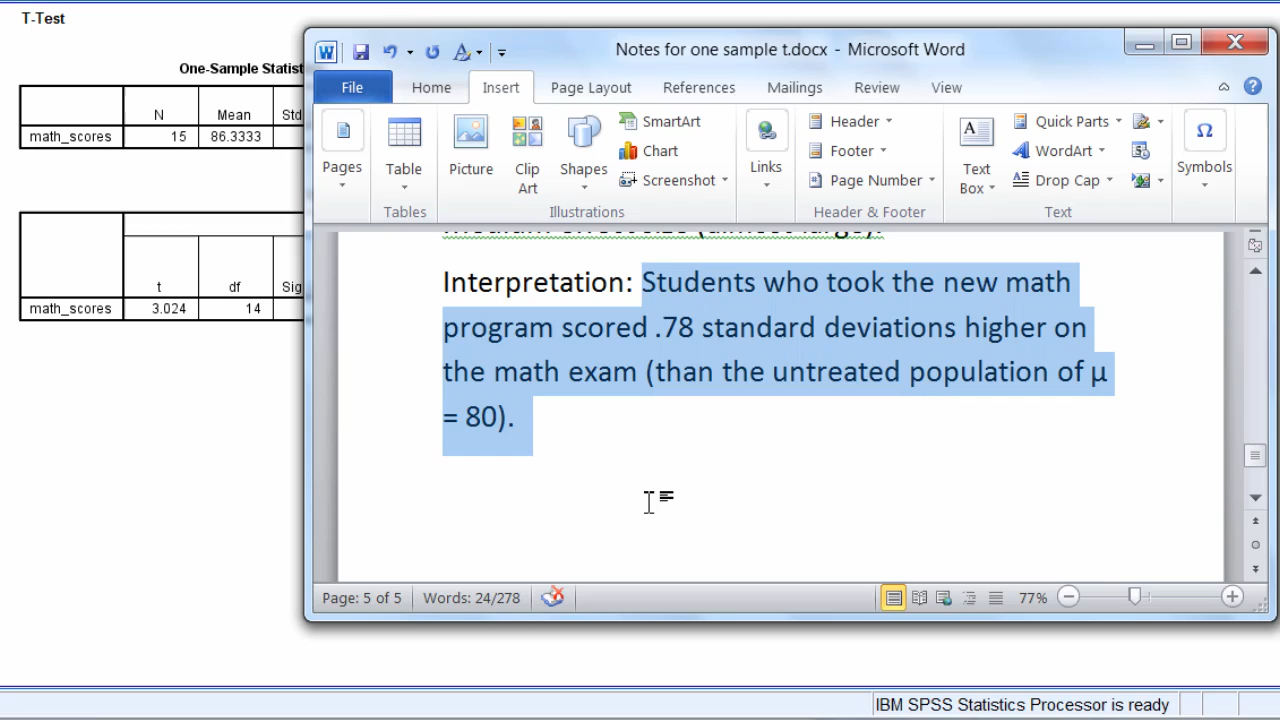 T-Test
One-Sample Statist
N Mean Std
math_scores 15 86.3333
t df Sig
math_scores 3.024 14
Notes for one sample t.docx - Microsoft Word
File Home Insert Page Layout References Mailings Review View
Pages
Table
Picture
Clip Art
Shapes
SmartArt
Chart
Screenshot
Links
Header
Footer
Page Number
Text Box
Quick Parts
WordArt
Drop Cap
Symbols
Tables Illustrations Header & Footer Text
medium effect size (almost large).
Interpretation: Students who took the new math
program scored .78 standard deviations higher on
the math exam (than the untreated population of μ
= 80).
Page: 5 of 5 Words: 24/278 77%
IBM SPSS Statistics Processor is ready